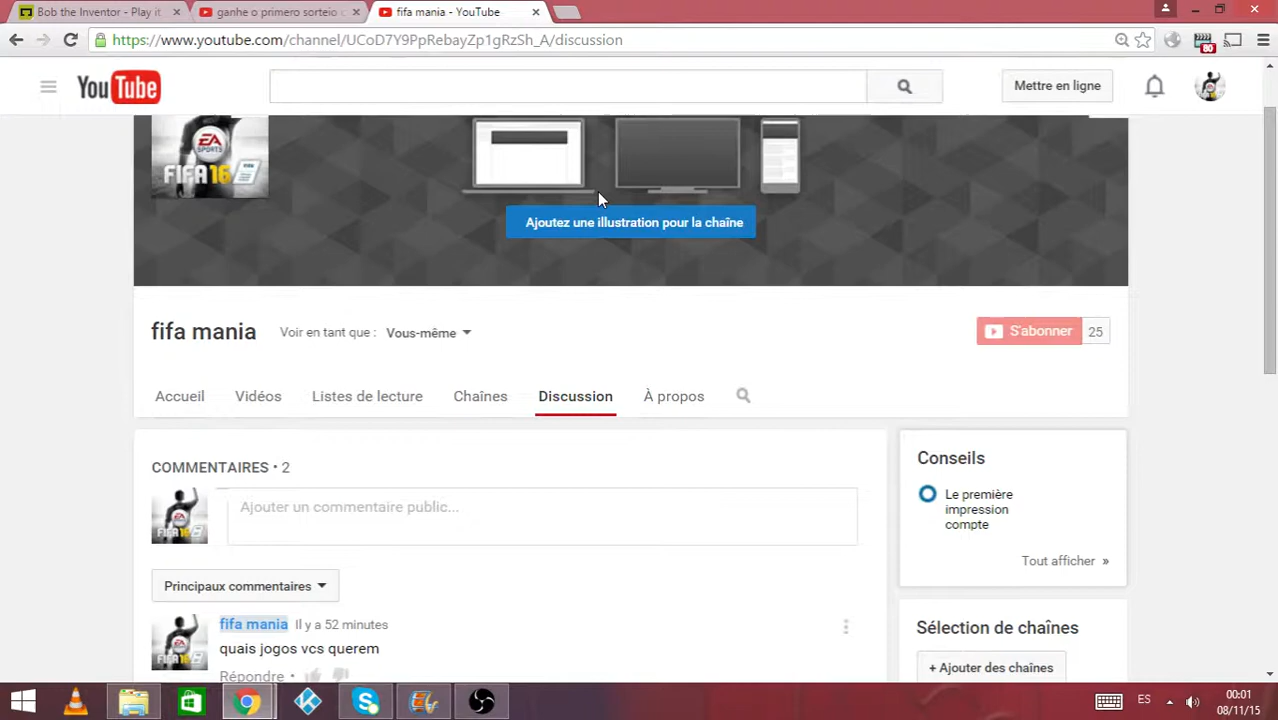 Bob the Inventor - Play it
ganhe o primero sorteio c
fifa mania - YouTube
https://www.youtube.com/channel/UCoD7Y9PpRebayZp1gRzSh_A/discussion
80
YouTube
Mettre en ligne
EA SPORTS
FIFA 16
Ajoutez une illustration pour la chaîne
fifa mania
Voir en tant que :
Vous-même
S'abonner
25
Accueil
Vidéos
Listes de lecture
Chaînes
Discussion
À propos
COMMENTAIRES • 2
Ajouter un commentaire public...
Principaux commentaires
fifa mania Il y a 52 minutes
quais jogos vcs querem
Répondre
Conseils
Le première
impression
compte
Tout afficher »
Sélection de chaînes
+ Ajouter des chaînes
ES
00:01
08/11/15